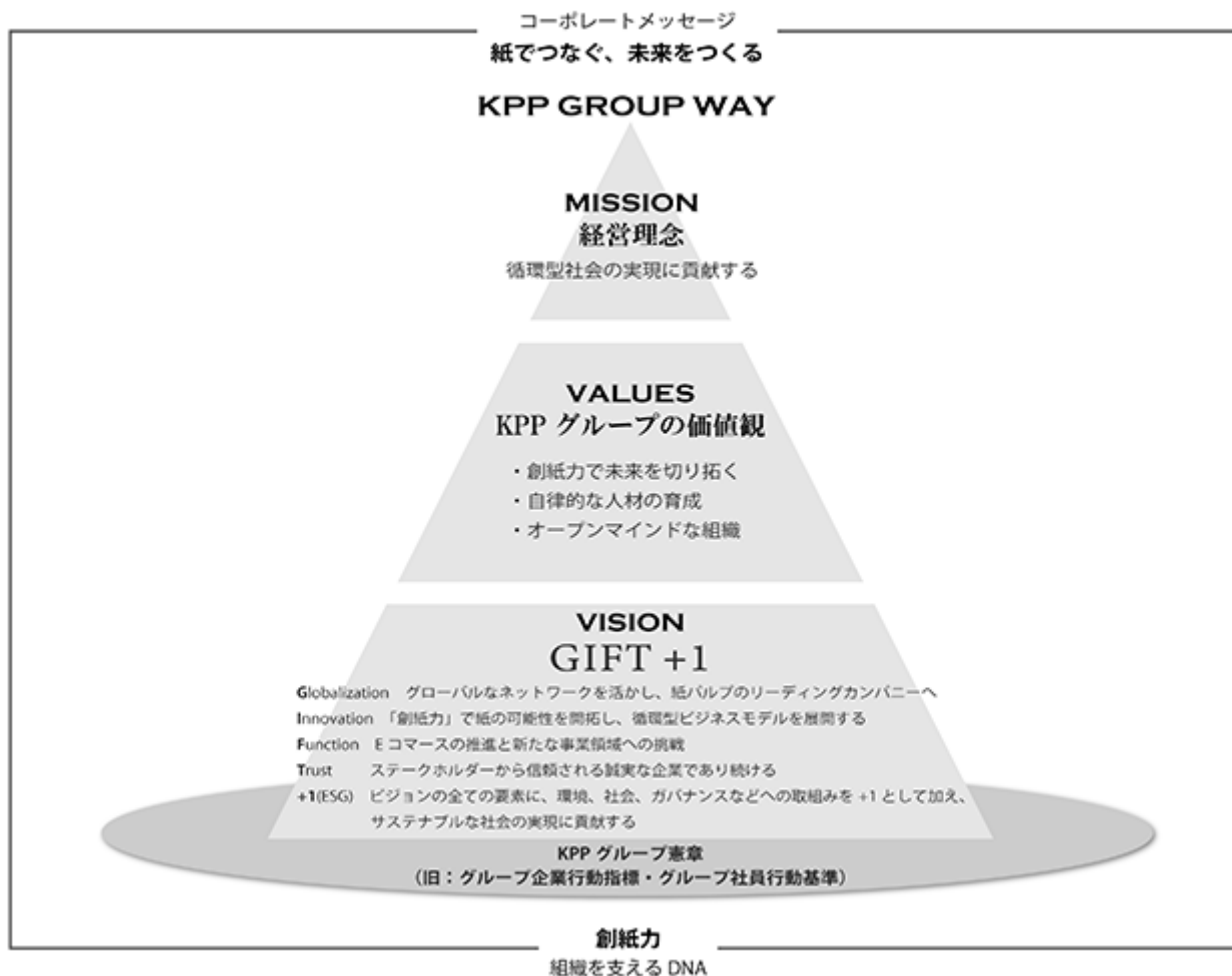 コーポレートメッセージ
紙でつなぐ、未来をつくる
KPP GROUP WAY
MISSION
経営理念
循環型社会の実現に貢献する
VALUES
KPP グループの価値観
・創紙力で未来を切り拓く
・自律的な人材の育成
・オープンマインドな組織
VISION
GIFT +1
Globalization グローバルなネットワークを活かし、紙パルプのリーディングカンパニーへ
Innovation 「創紙力」で紙の可能性を開拓し、循環型ビジネスモデルを展開する
Function E コマースの推進と新たな事業領域への挑戦
Trust ステークホルダーから信頼される誠実な企業であり続ける
+1(ESG) ビジョンの全ての要素に、環境、社会、ガバナンスなどへの取組みを +1 として加え、
サステナブルな社会の実現に貢献する
KPP グループ憲章
（旧：グループ企業行動指標・グループ社員行動基準）
創紙力
組織を支える DNA